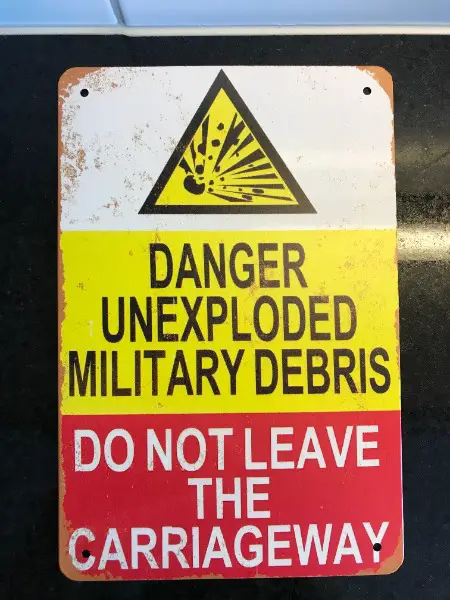 DANGER
UNEXPLODED
MILITARY DEBRIS
DO NOT LEAVE
THE
CARRIAGEWAY